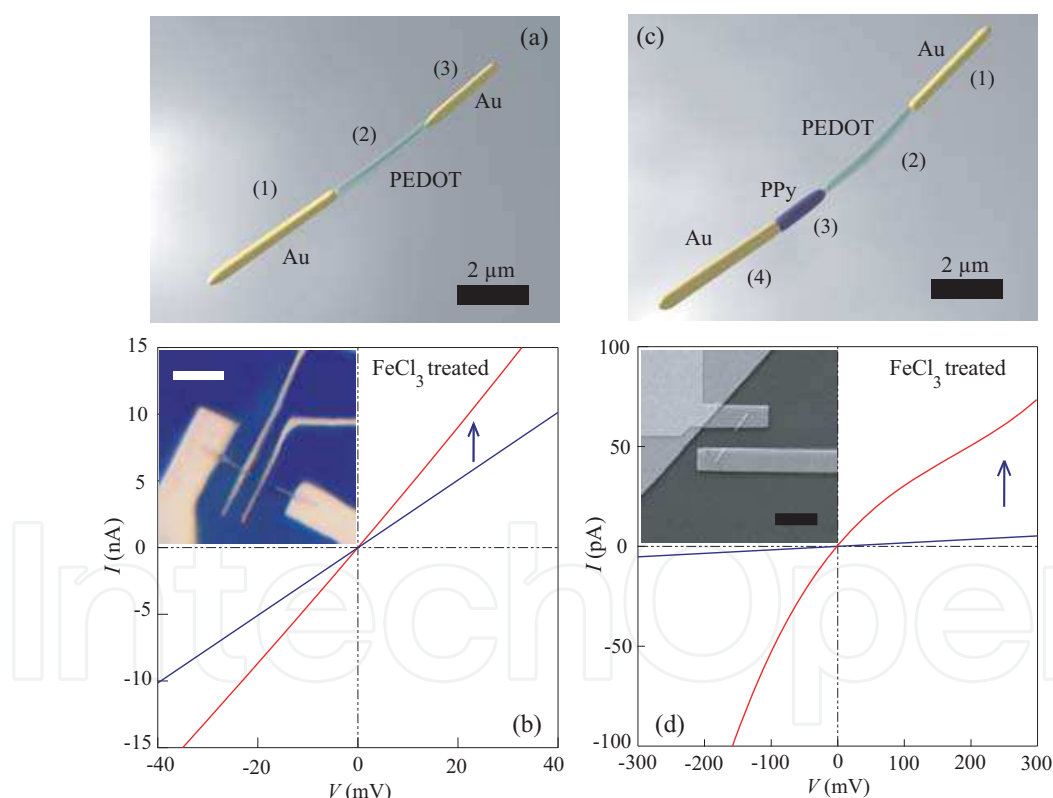 (a)
(3)
Au
(2)
PEDOT
(1)
Au
2 µm
(c)
Au
(1)
PEDOT
(2)
PPy
(3)
Au
(4)
2 µm
15
10
5
0
-5
-10
-15
I (nA)
FeCl3 treated
(b)
-40
-20
0
20
40
V (mV)
100
50
0
-50
-100
I (pA)
FeCl3 treated
(d)
-300
-200
-100
0
100
200
300
V (mV)
IntechOpe